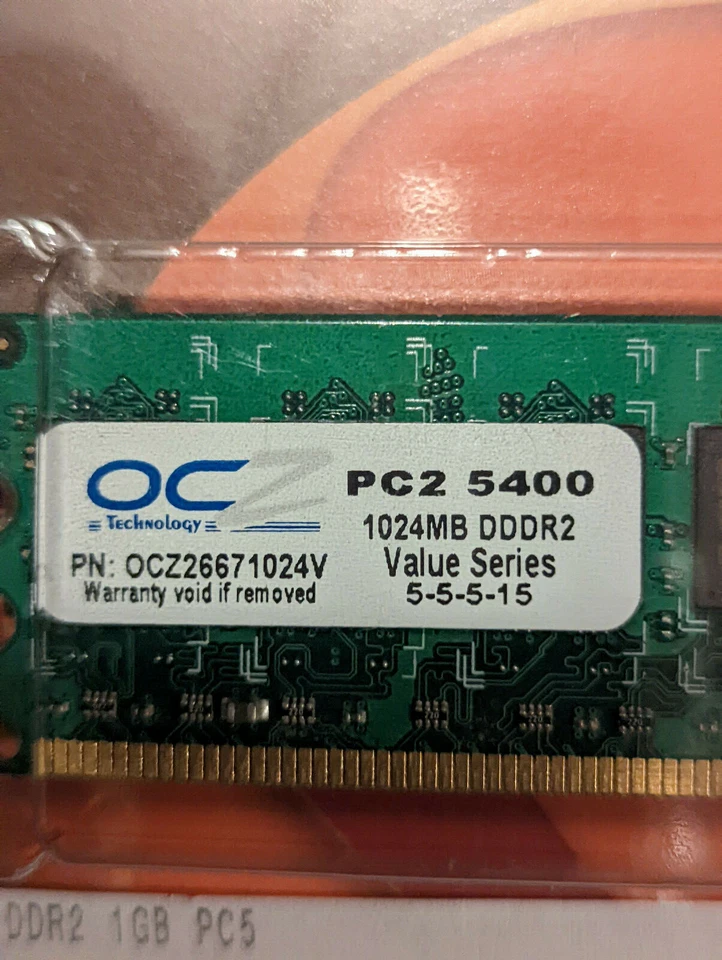 OCZ
Technology
PC2 5400
1024MB DDDR2
PN: OCZ26671024V
Value Series
Warranty void if removed
5-5-5-15
DDR2 1GB PC5